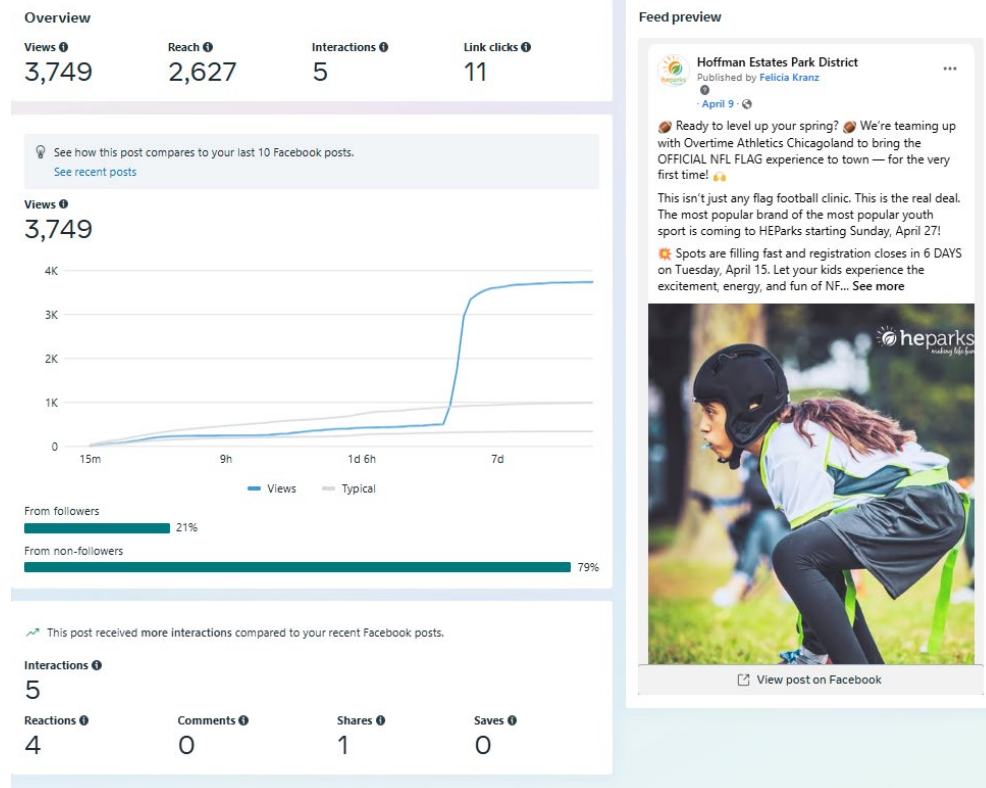 Overview
Views
Reach
Interactions
Link clicks
3,749
2,627
5
11
See how this post compares to your last 10 Facebook posts.
See recent posts
Views
3,749
4K
3K
2K
1K
0
15m
9h
1d 6h
7d
Views
Typical
From followers
21%
From non-followers
79%
This post received more interactions compared to your recent Facebook posts.
Interactions
5
Reactions
Comments
Shares
Saves
4
0
1
0
Feed preview
heparks
Hoffman Estates Park District
Published by Felicia Kranz
· April 9 ·
🏈 Ready to level up your spring? 🏈 We're teaming up
with Overtime Athletics Chicagoland to bring the
OFFICIAL NFL FLAG experience to town — for the very
first time! 🙌
This isn't just any flag football clinic. This is the real deal.
The most popular brand of the most popular youth
sport is coming to HEParks starting Sunday, April 27!
💥 Spots are filling fast and registration closes in 6 DAYS
on Tuesday, April 15. Let your kids experience the
excitement, energy, and fun of NF... See more
heparks
making life fun
View post on Facebook